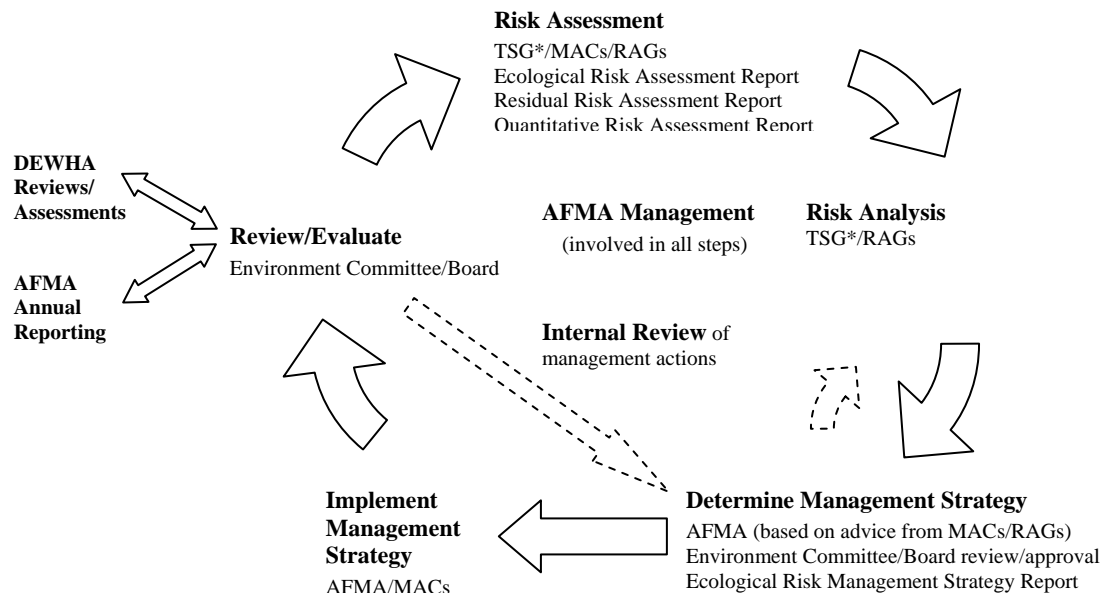 Risk Assessment
TSG*/MACs/RAGs
Ecological Risk Assessment Report
Residual Risk Assessment Report
Quantitative Risk Assessment Report
DEWHA
Reviews/
Assessments
AFMA
Annual
Reporting
Review/Evaluate
Environment Committee/Board
AFMA Management
(involved in all steps)
Risk Analysis
TSG*/RAGs
Internal Review of
management actions
Implement
Management
Strategy
AFMA/MACs
Determine Management Strategy
AFMA (based on advice from MACs/RAGs)
Environment Committee/Board review/approval
Ecological Risk Management Strategy Report